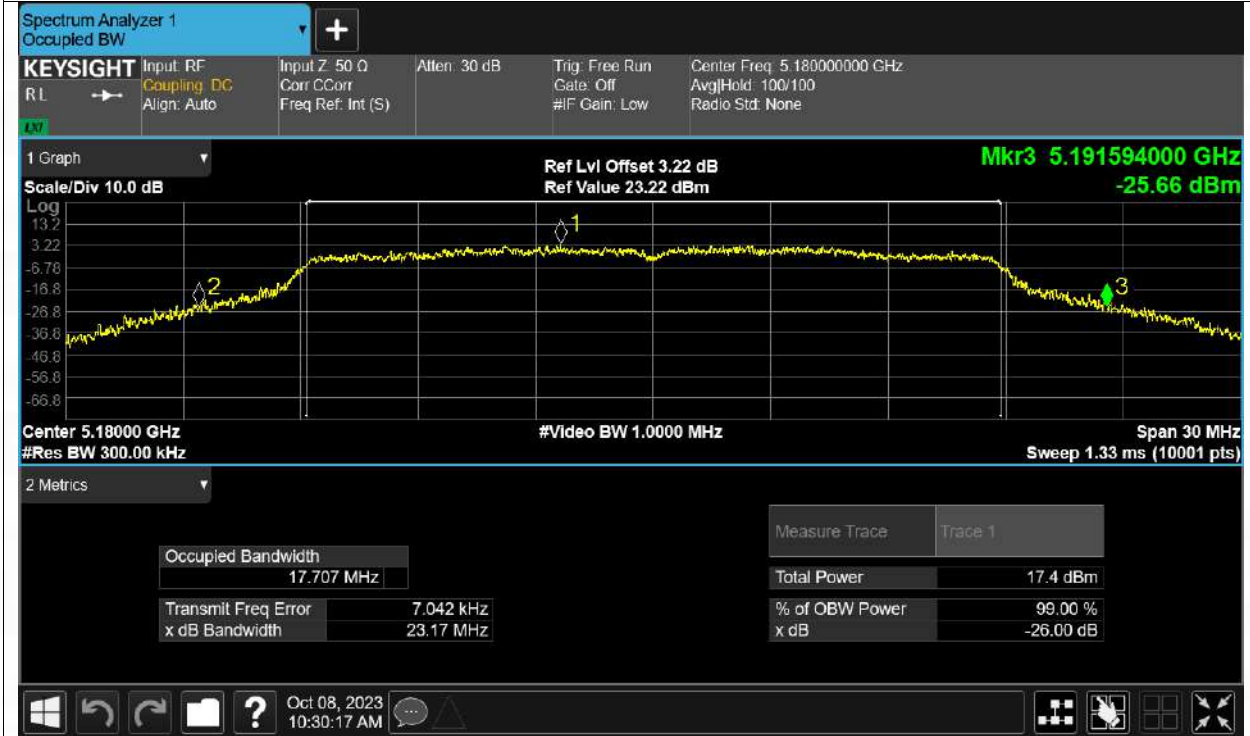 Spectrum Analyzer 1
Occupied BW
+
KEYSIGHT Input: RF Input Z: 50 Ω Atten: 30 dB Trig: Free Run Center Freq: 5.180000000 GHz
RL Coupling: DC Corr CCorr Gate: Off Avg|Hold: 100/100
Align: Auto Freq Ref: Int (S) #IF Gain: Low Radio Std: None
LXI
1 Graph Ref Lvl Offset 3.22 dB Mkr3 5.191594000 GHz
Scale/Div 10.0 dB Ref Value 23.22 dBm -25.66 dBm
Log
13.2
3.22
-6.78
-16.8
-26.8
-36.8
-46.8
-56.8
-66.8
1
2
3
Center 5.18000 GHz #Video BW 1.0000 MHz Span 30 MHz
#Res BW 300.00 kHz Sweep 1.33 ms (10001 pts)
2 Metrics
Measure Trace Trace 1
Occupied Bandwidth
17.707 MHz Total Power 17.4 dBm
Transmit Freq Error 7.042 kHz % of OBW Power 99.00 %
x dB Bandwidth 23.17 MHz x dB -26.00 dB
? Oct 08, 2023
10:30:17 AM